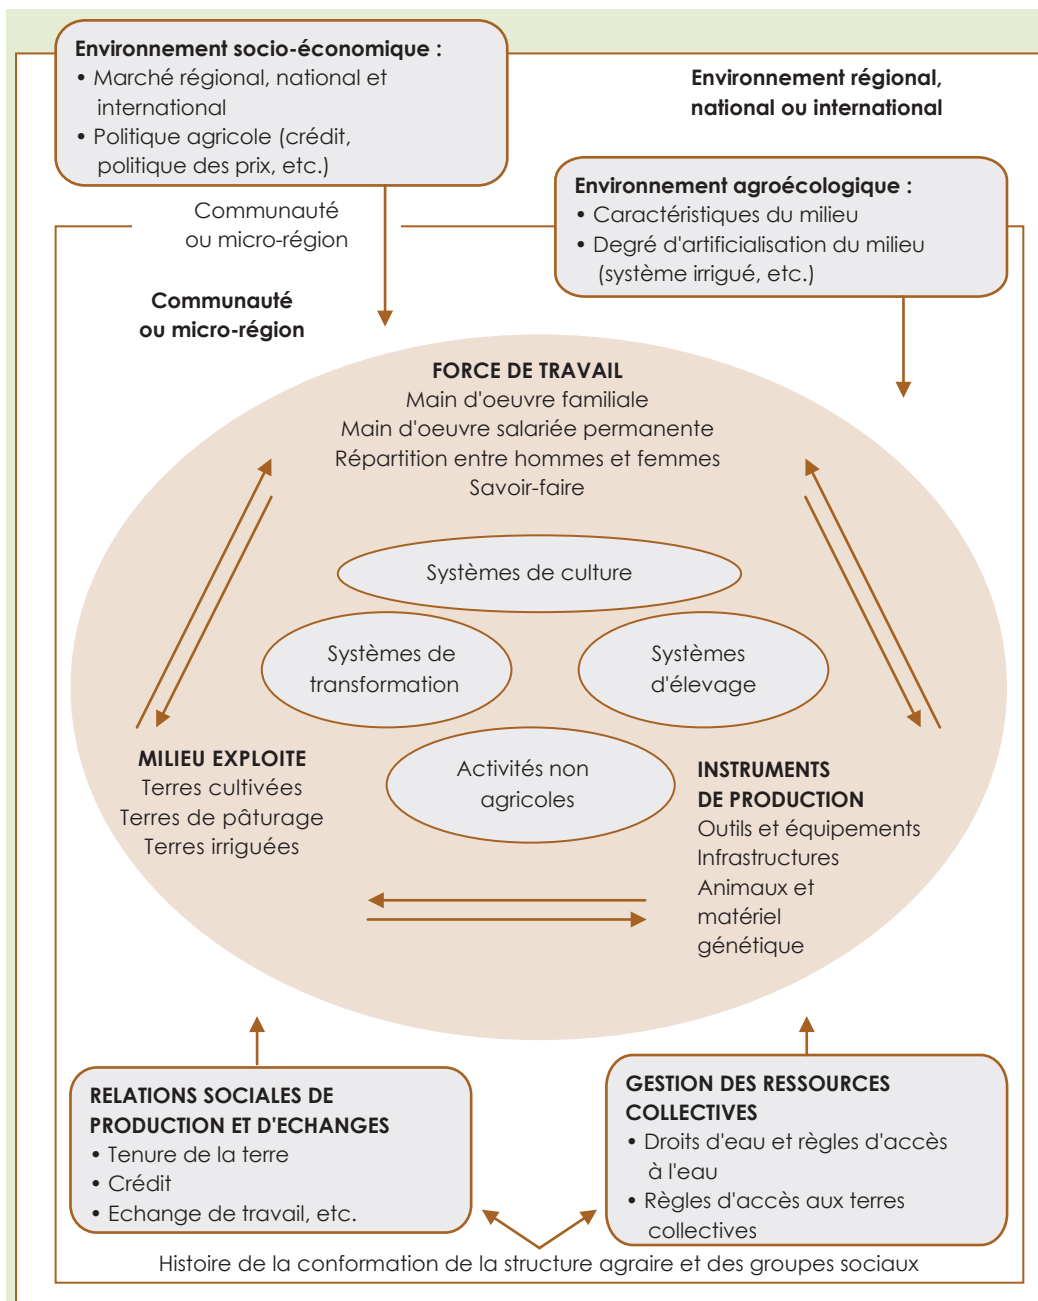 Environnement socio-économique :
• Marché régional, national et
international
• Politique agricole (crédit,
politique des prix, etc.)
Environnement régional,
national ou international
Environnement agroécologique :
• Caractéristiques du milieu
• Degré d'artificialisation du milieu
(système irrigué, etc.)
Communauté
ou micro-région
Communauté
ou micro-région
FORCE DE TRAVAIL
Main d'oeuvre familiale
Main d'oeuvre salariée permanente
Répartition entre hommes et femmes
Savoir-faire
Systèmes de culture
Systèmes de
transformation
Systèmes
d'élevage
Activités non
agricoles
MILIEU EXPLOITE
Terres cultivées
Terres de pâturage
Terres irriguées
INSTRUMENTS
DE PRODUCTION
Outils et équipements
Infrastructures
Animaux et
matériel
génétique
RELATIONS SOCIALES DE
PRODUCTION ET D'ECHANGES
• Tenure de la terre
• Crédit
• Echange de travail, etc.
GESTION DES RESSOURCES
COLLECTIVES
• Droits d'eau et règles d'accès
à l'eau
• Règles d'accès aux terres
collectives
Histoire de la conformation de la structure agraire et des groupes sociaux